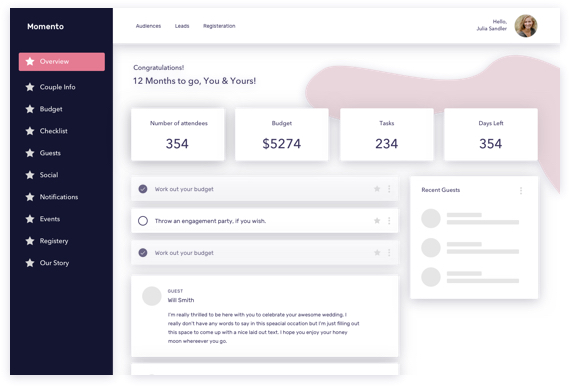 Momento
Audiences
Leads
Registeration
Hello,
Julia Sandler
Overview
Couple Info
Budget
Checklist
Guests
Social
Notifications
Events
Registery
Our Story
Congratulations!
12 Months to go, You & Yours!
Number of attendees
354
Budget
$5274
Tasks
234
Days Left
354
Work out your budget
Throw an engagement party, if you wish.
Work out your budget
Recent Guests
GUEST
Will Smith
I'm really thrilled to be here with you to celebrate your awesome wedding. I
really don't have any words to say in this speacial occation but I'm just filling out
this space to come up with a nice laid out text. I hope you enjoy your honey
moon whereever you go.